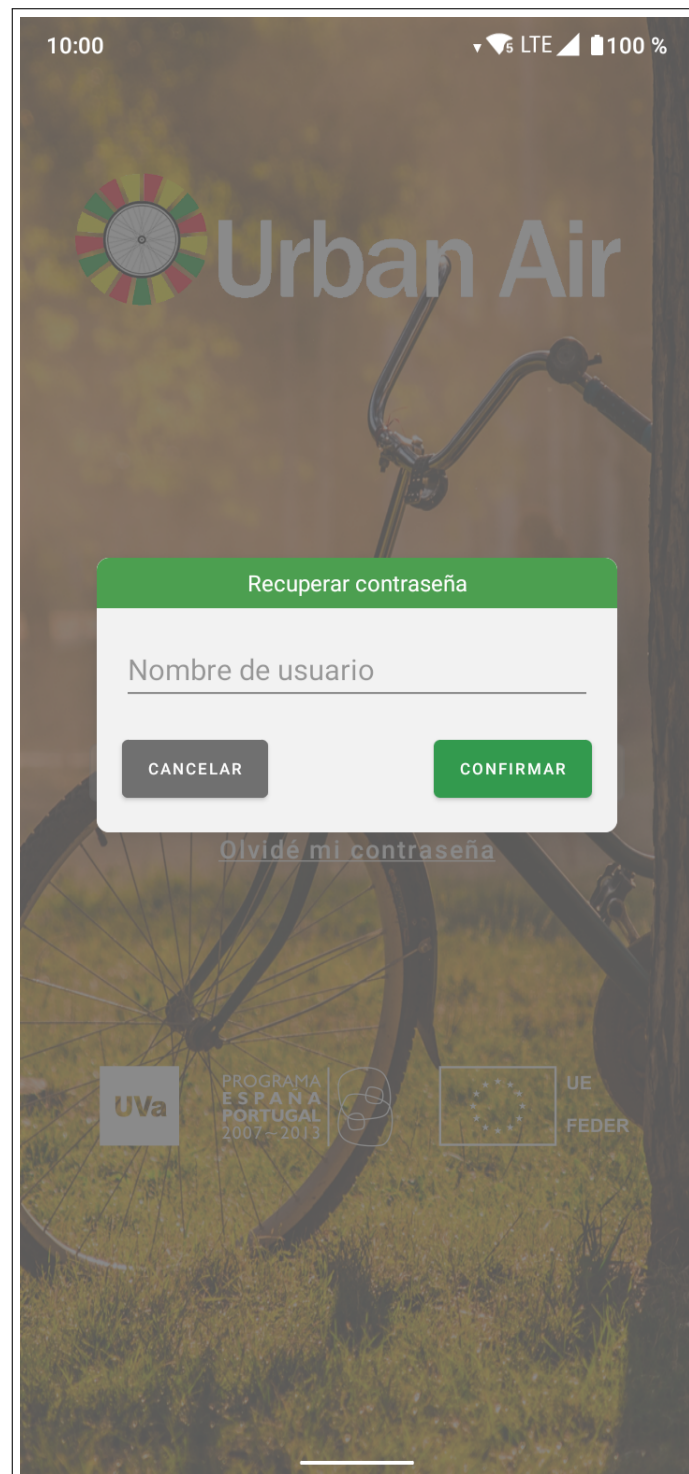 10:00
5 LTE 100 %
Urban Air
Recuperar contraseña
Nombre de usuario
CANCELAR
CONFIRMAR
Olvidé mi contraseña
UVa
PROGRAMA
ESPAÑA
PORTUGAL
2007-2013
UE
FEDER